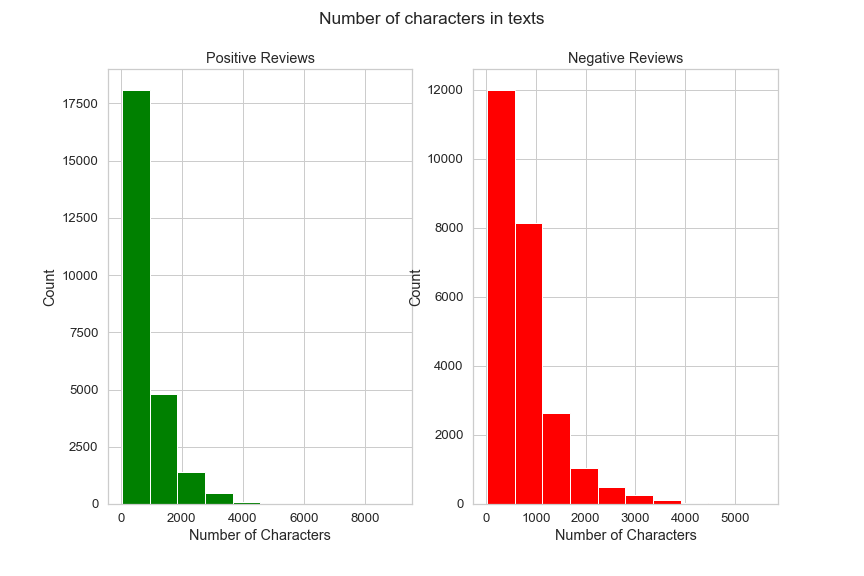 Number of characters in texts
Positive Reviews
17500
15000
12500
10000
7500
5000
2500
0
Count
0 2000 4000 6000 8000
Number of Characters
Negative Reviews
12000
10000
8000
6000
4000
2000
0
Count
0 1000 2000 3000 4000 5000
Number of Characters